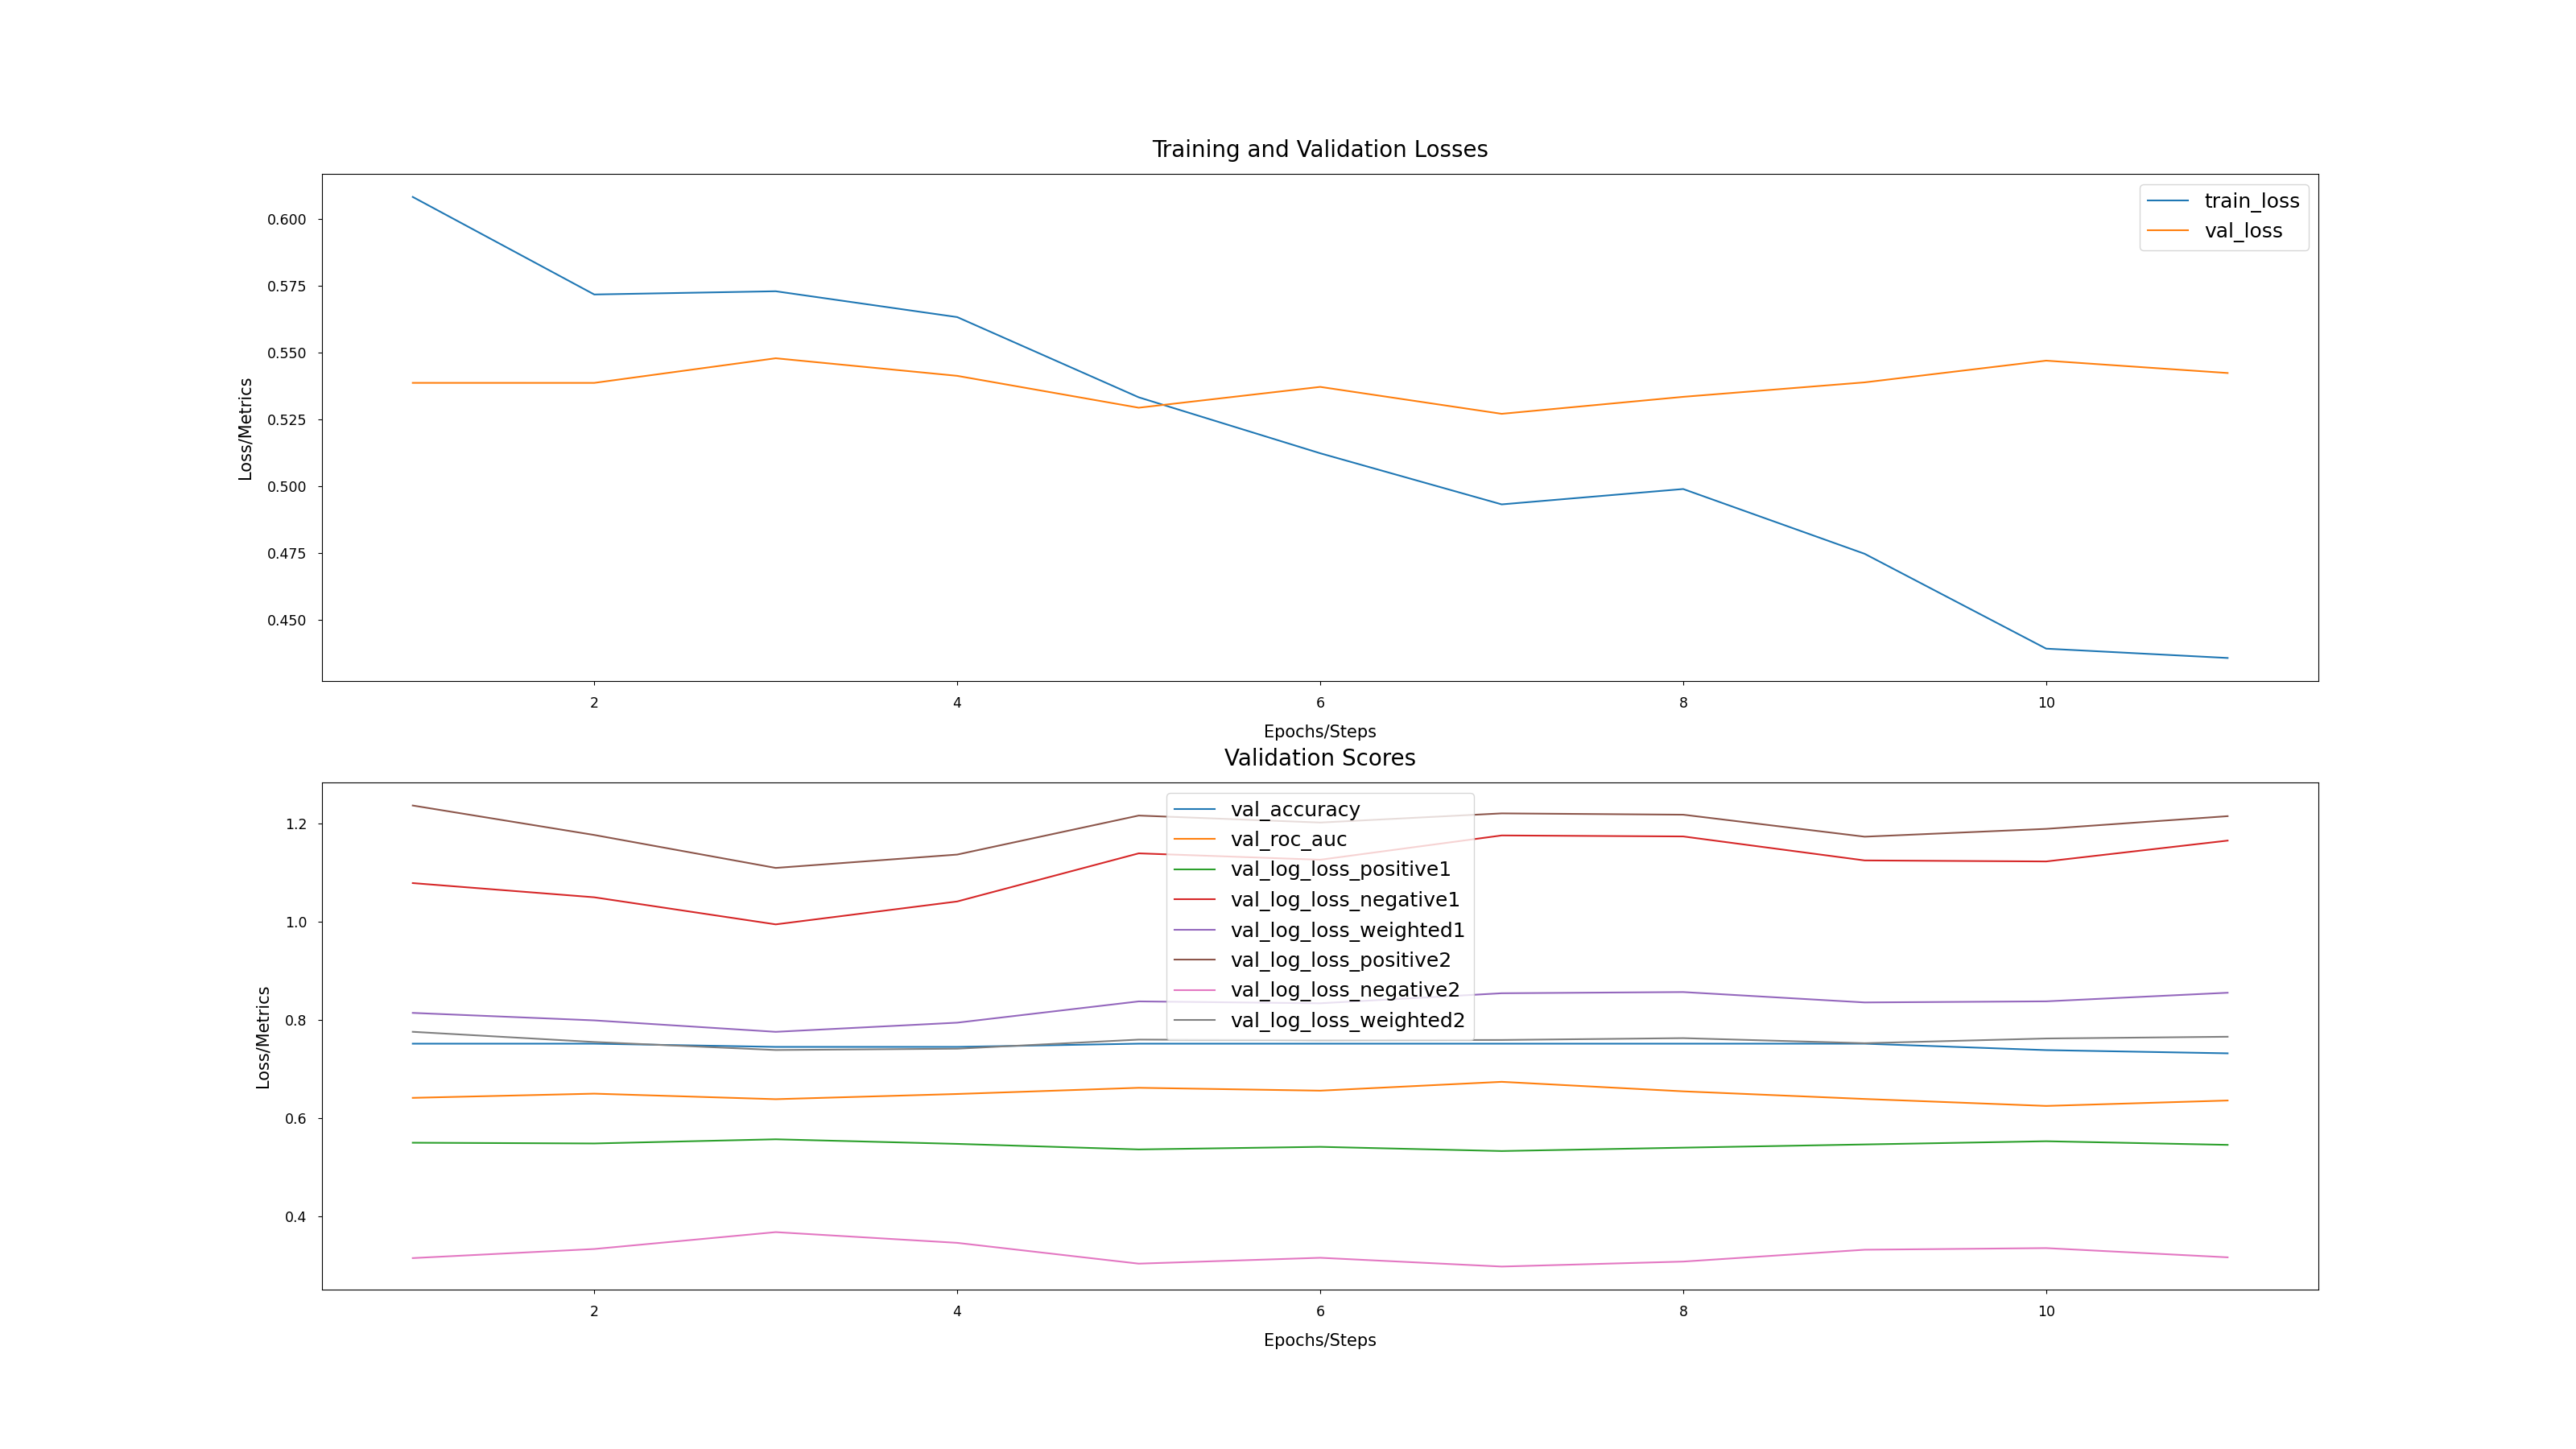 Training and Validation Losses
train_loss
val_loss
0.600
0.575
0.550
0.525
0.500
0.475
0.450
Loss/Metrics
2 4 6 8 10
Epochs/Steps
Validation Scores
val_accuracy
val_roc_auc
val_log_loss_positive1
val_log_loss_negative1
val_log_loss_weighted1
val_log_loss_positive2
val_log_loss_negative2
val_log_loss_weighted2
1.2
1.0
0.8
0.6
0.4
Loss/Metrics
2 4 6 8 10
Epochs/Steps